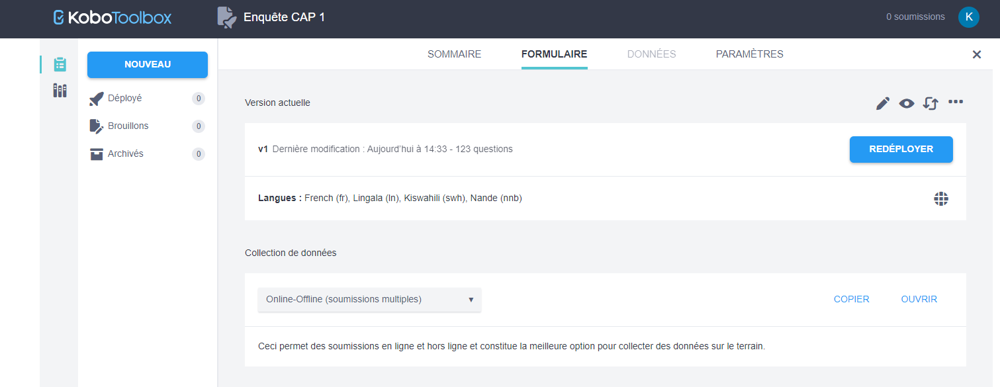 KoboToolbox
Enquête CAP 1
0 soumissions
K
NOUVEAU
Déployé 0
Brouillons 0
Archivés 0
SOMMAIRE FORMULAIRE DONNÉES PARAMÈTRES
Version actuelle
v1 Dernière modification : Aujourd'hui à 14:33 - 123 questions
REDÉPLOYER
Langues : French (fr), Lingala (ln), Kiswahili (swh), Nande (nnb)
Collection de données
Online-Offline (soumissions multiples)
COPIER OUVRIR
Ceci permet des soumissions en ligne et hors ligne et constitue la meilleure option pour collecter des données sur le terrain.